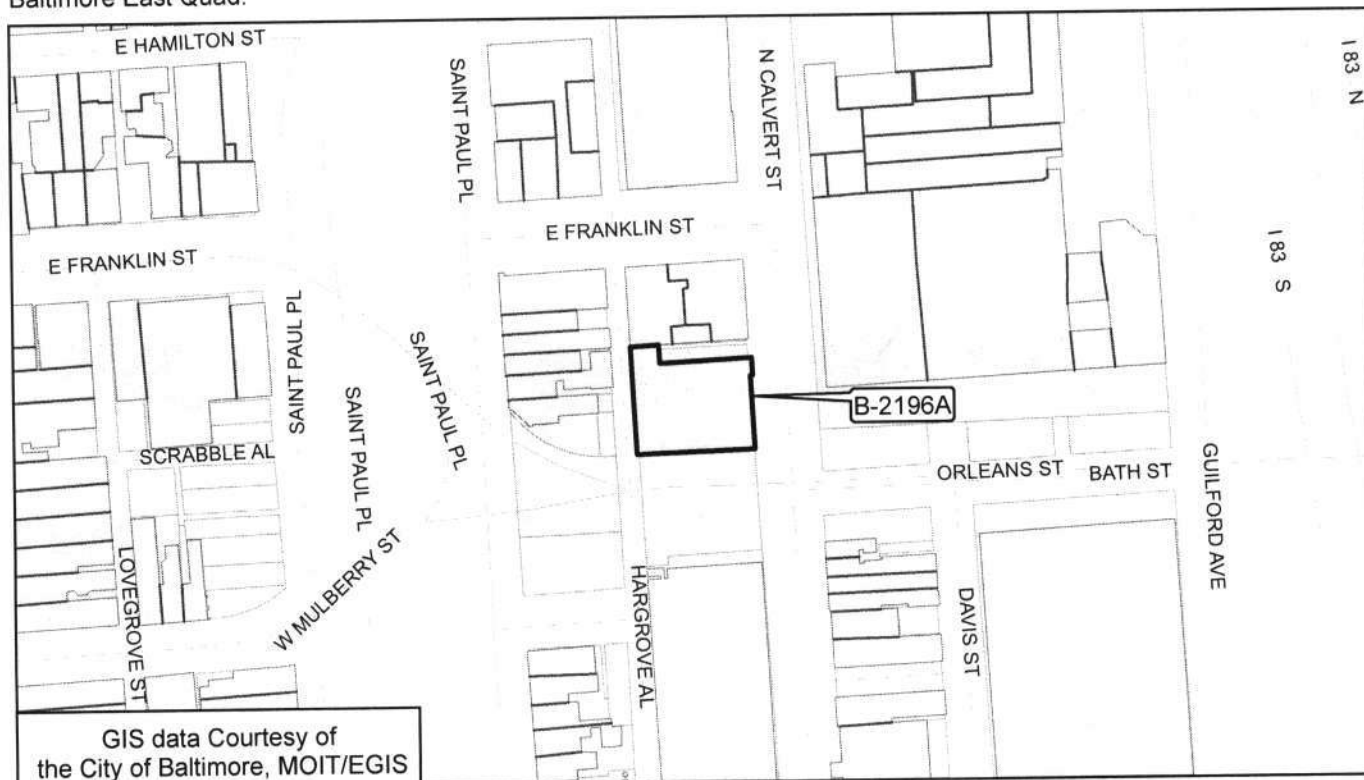 Baltimore East Quad.
E HAMILTON ST
SAINT PAUL PL
N CALVERT ST
I 83 N
E FRANKLIN ST
E FRANKLIN ST
I 83 S
SAINT PAUL PL
SAINT PAUL PL
SAINT PAUL PL
B-2196A
SCRABBLE AL
ORLEANS ST
BATH ST
GUILFORD AVE
LOVEGROVE ST
W MULBERRY ST
HARGROVE AL
DAVIS ST
GIS data Courtesy of
the City of Baltimore, MOIT/EGIS